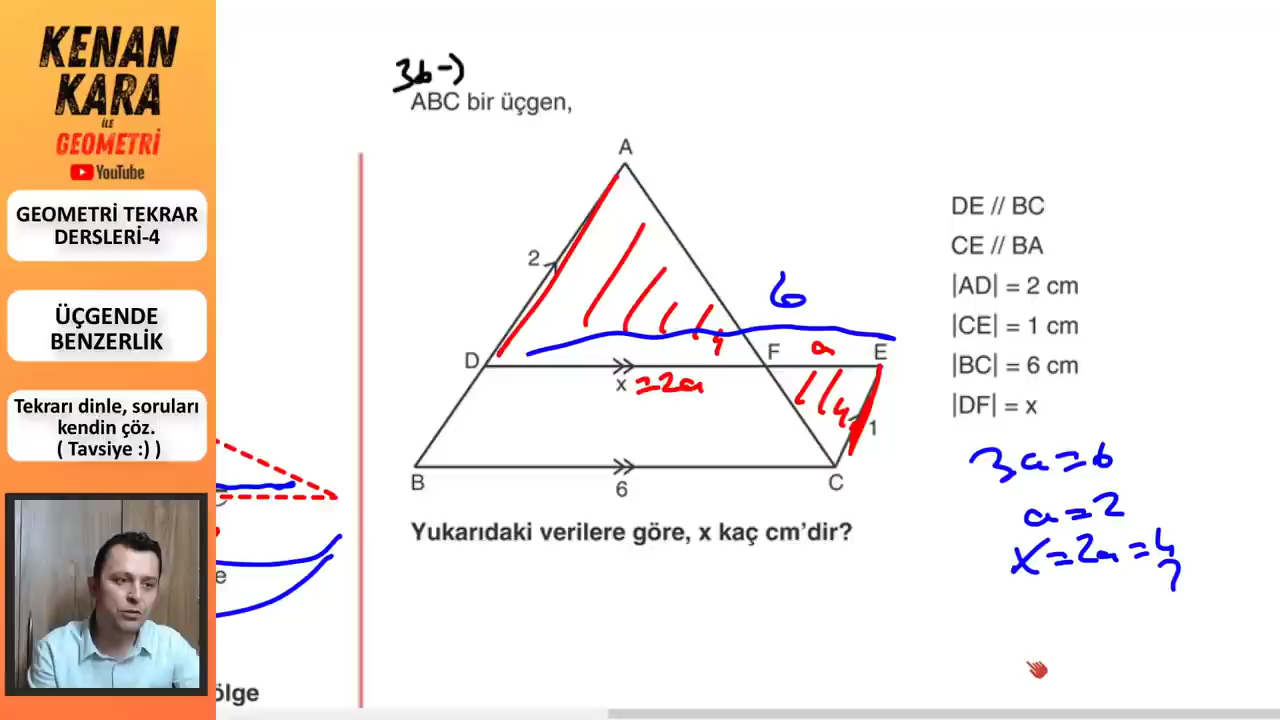 KENAN
KARA
İLE
GEOMETRİ
YouTube
GEOMETRİ TEKRAR
DERSLERİ-4
ÜÇGENDE
BENZERLİK
Tekrarı dinle, soruları
kendin çöz.
( Tavsiye :) )
e
ölge
36-)
ABC bir üçgen,
A
2
6
D
F
a
E
x =2a
1
B
6
C
DE // BC
CE // BA
|AD| = 2 cm
|CE| = 1 cm
|BC| = 6 cm
|DF| = x
3a=6
a=2
x=2a=4
Yukarıdaki verilere göre, x kaç cm'dir?